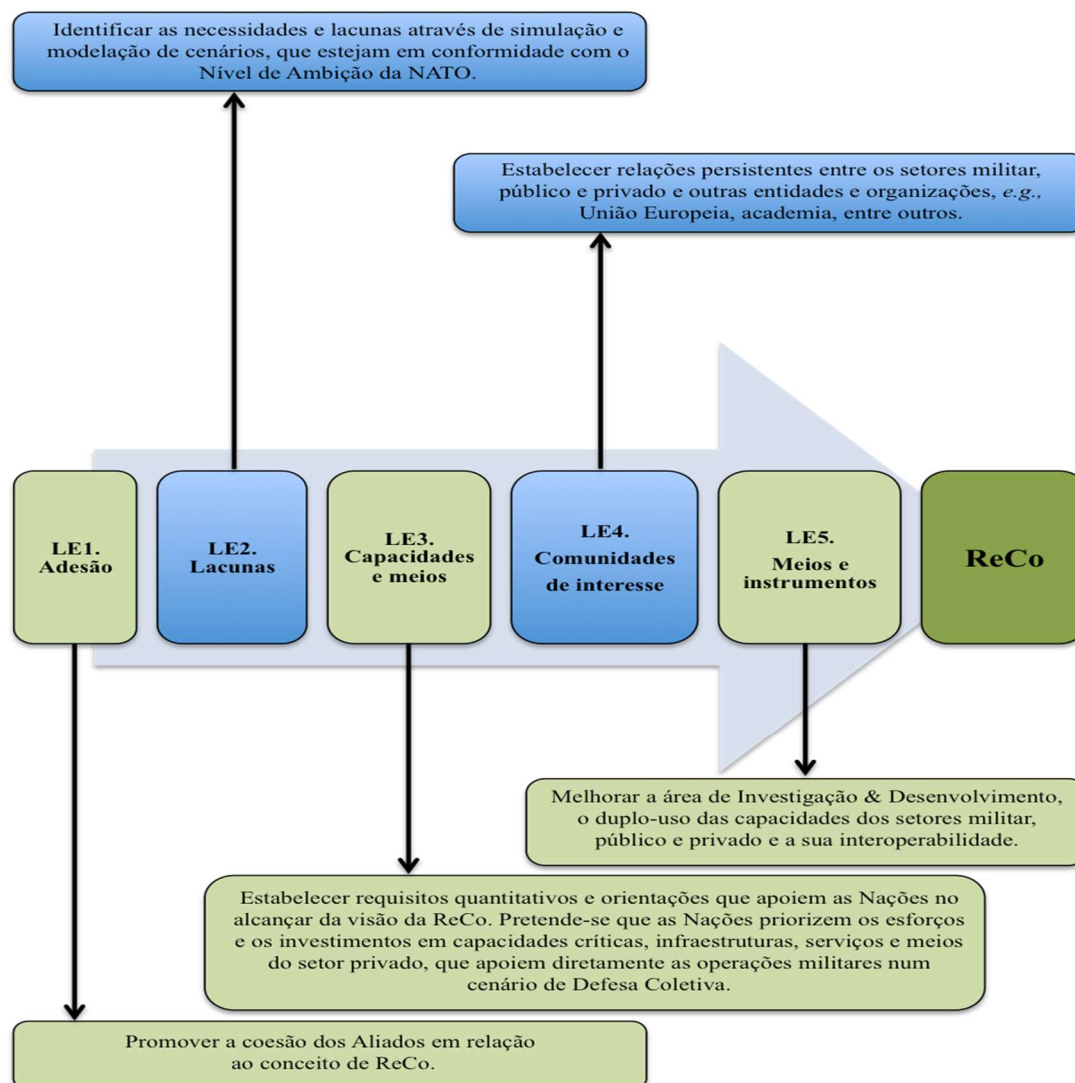 Identificar as necessidades e lacunas através de simulação e
modelação de cenários, que estejam em conformidade com o
Nível de Ambição da NATO.
Estabelecer relações persistentes entre os setores militar,
público e privado e outras entidades e organizações, e.g.,
União Europeia, academia, entre outros.
LE1.
Adesão
LE2.
Lacunas
LE3.
Capacidades
e meios
LE4.
Comunidades
de interesse
LE5.
Meios e
instrumentos
ReCo
Melhorar a área de Investigação & Desenvolvimento,
o duplo-uso das capacidades dos setores militar,
público e privado e a sua interoperabilidade.
Estabelecer requisitos quantitativos e orientações que apoiem as Nações no
alcançar da visão da ReCo. Pretende-se que as Nações priorizem os esforços
e os investimentos em capacidades críticas, infraestruturas, serviços e meios
do setor privado, que apoiem diretamente as operações militares num
cenário de Defesa Coletiva.
Promover a coesão dos Aliados em relação
ao conceito de ReCo.